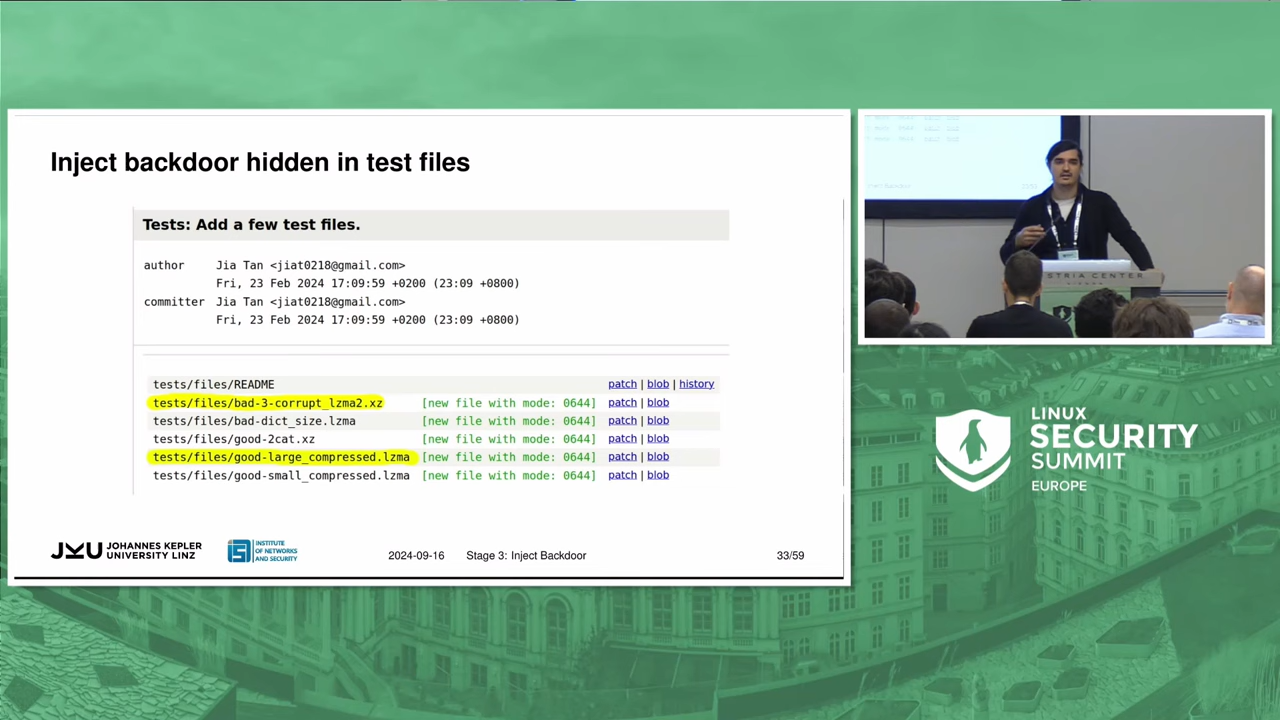 Inject backdoor hidden in test files
Tests: Add a few test files.
author Jia Tan <jiat0218@gmail.com>
Fri, 23 Feb 2024 17:09:59 +0200 (23:09 +0800)
committer Jia Tan <jiat0218@gmail.com>
Fri, 23 Feb 2024 17:09:59 +0200 (23:09 +0800)
tests/files/README patch | blob | history
tests/files/bad-3-corrupt_lzma2.xz [new file with mode: 0644] patch | blob
tests/files/bad-dict_size.lzma [new file with mode: 0644] patch | blob
tests/files/good-2cat.xz [new file with mode: 0644] patch | blob
tests/files/good-large_compressed.lzma [new file with mode: 0644] patch | blob
tests/files/good-small_compressed.lzma [new file with mode: 0644] patch | blob
JKU JOHANNES KEPLER
UNIVERSITY LINZ
INSTITUTE
OF NETWORKS
AND SECURITY
2024-09-16 Stage 3: Inject Backdoor 33/59
STRIA CENTER
LINUX
SECURITY
SUMMIT
EUROPE